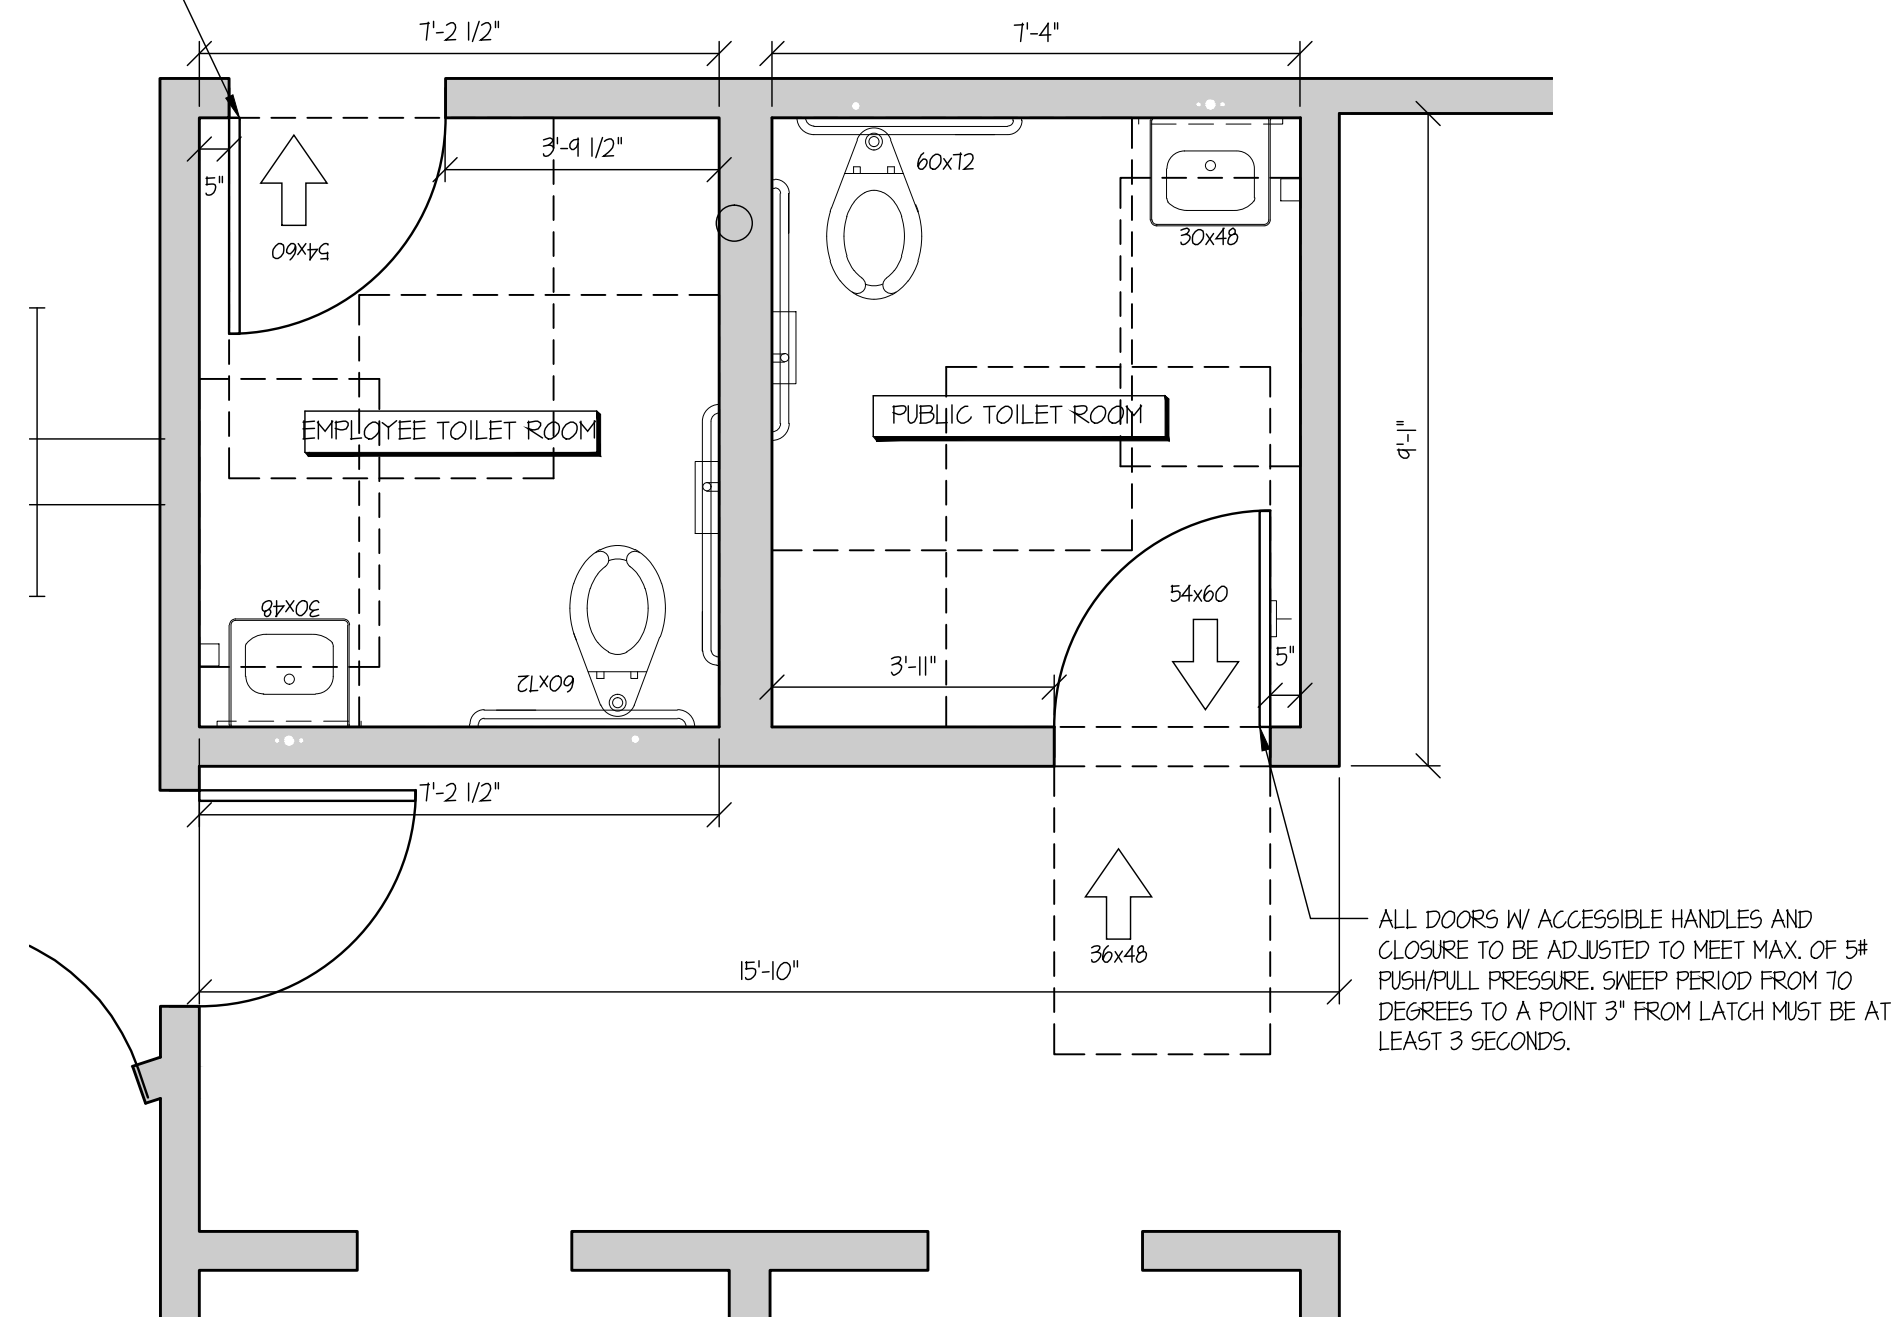 7'-2 1/2"
7'-4"
3'-9 1/2"
5"
54x60
60x72
30x48
EMPLOYEE TOILET ROOM
PUBLIC TOILET ROOM
9'-1"
30x48
60x72
54x60
3'-11"
5"
7'-2 1/2"
36x48
15'-10"
ALL DOORS W/ ACCESSIBLE HANDLES AND
CLOSURE TO BE ADJUSTED TO MEET MAX. OF 5#
PUSH/PULL PRESSURE. SWEEP PERIOD FROM 70
DEGREES TO A POINT 3" FROM LATCH MUST BE AT
LEAST 3 SECONDS.